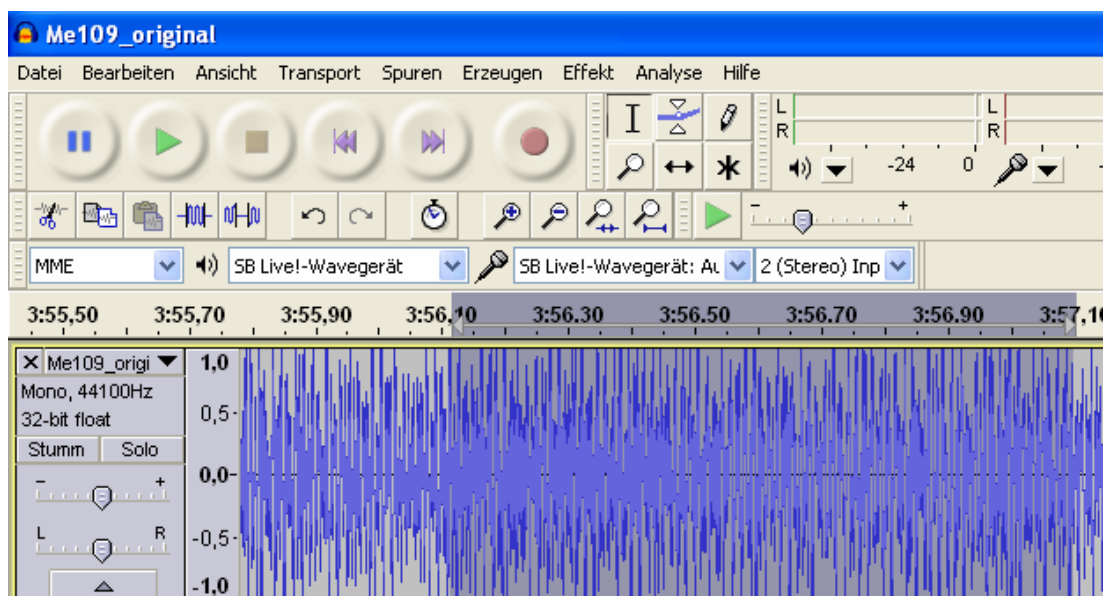 Me109_original
Datei Bearbeiten Ansicht Transport Spuren Erzeugen Effekt Analyse Hilfe
L L
R R
-24 0
- +
MME SB Live!-Wavegerät SB Live!-Wavegerät: Au 2 (Stereo) Inp
3:55,50 3:55,70 3:55,90 3:56,10 3:56.30 3:56.50 3:56.70 3:56.90 3:57,10
X Me109_origi 1,0
Mono, 44100Hz
32-bit float 0,5
Stumm Solo
- + 0,0
L R -0,5
-1,0